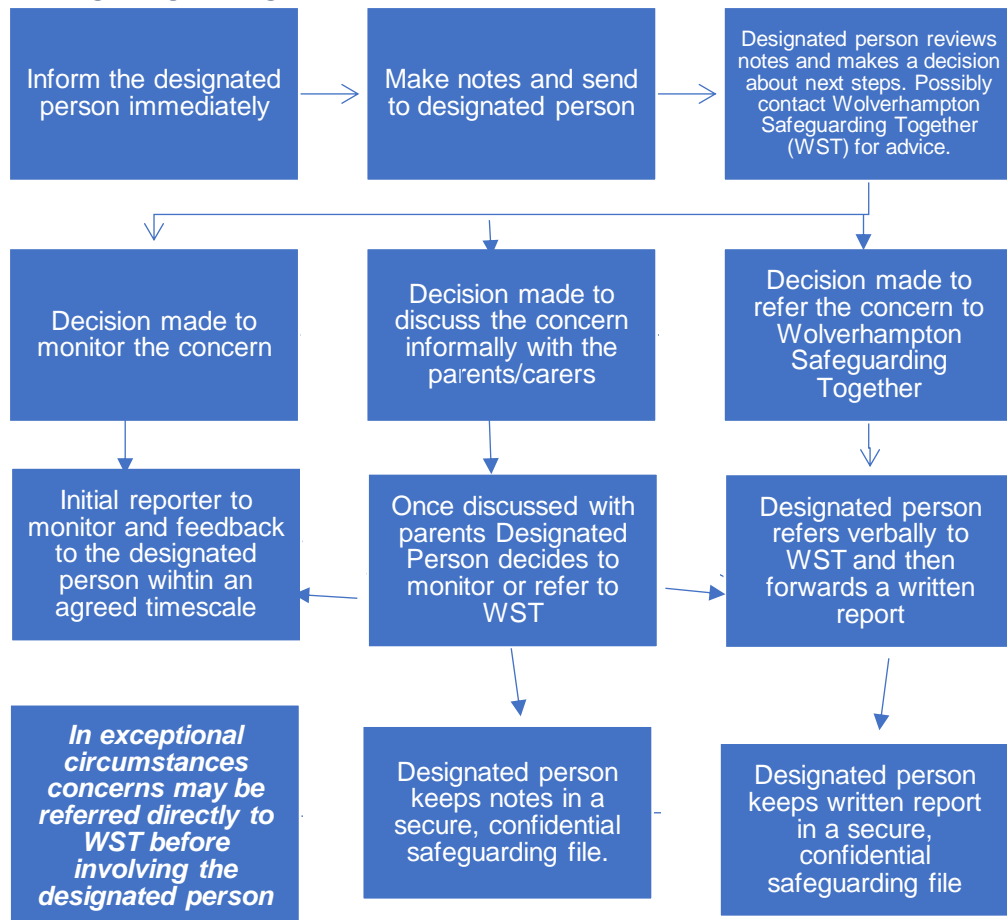 Inform the designated
person immediately
Make notes and send
to designated person
Designated person reviews
notes and makes a decision
about next steps. Possibly
contact Wolverhampton
Safeguarding Together
(WST) for advice.
Decision made to
monitor the concern
Decision made to
discuss the concern
informally with the
parents/carers
Decision made to
refer the concern to
Wolverhampton
Safeguarding
Together
Initial reporter to
monitor and feedback
to the designated
person wihtin an
agreed timescale
Once discussed with
parents Designated
Person decides to
monitor or refer to
WST
Designated person
refers verbally to
WST and then
forwards a written
report
In exceptional
circumstances
concerns may be
referred directly to
WST before
involving the
designated person
Designated person
keeps notes in a
secure, confidential
safeguarding file.
Designated person
keeps written report
in a secure,
confidential
safeguarding file